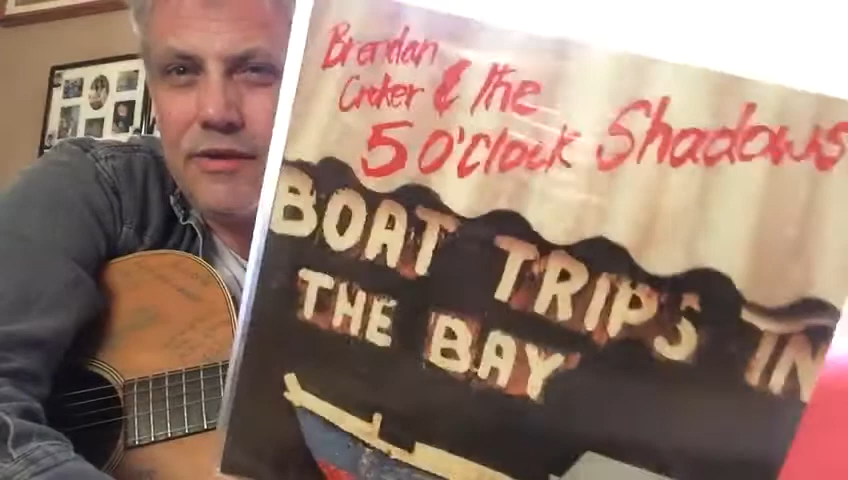 Brendan
Croker & The
5 O'Clock Shadows
BOAT TRIPS IN
THE BAY